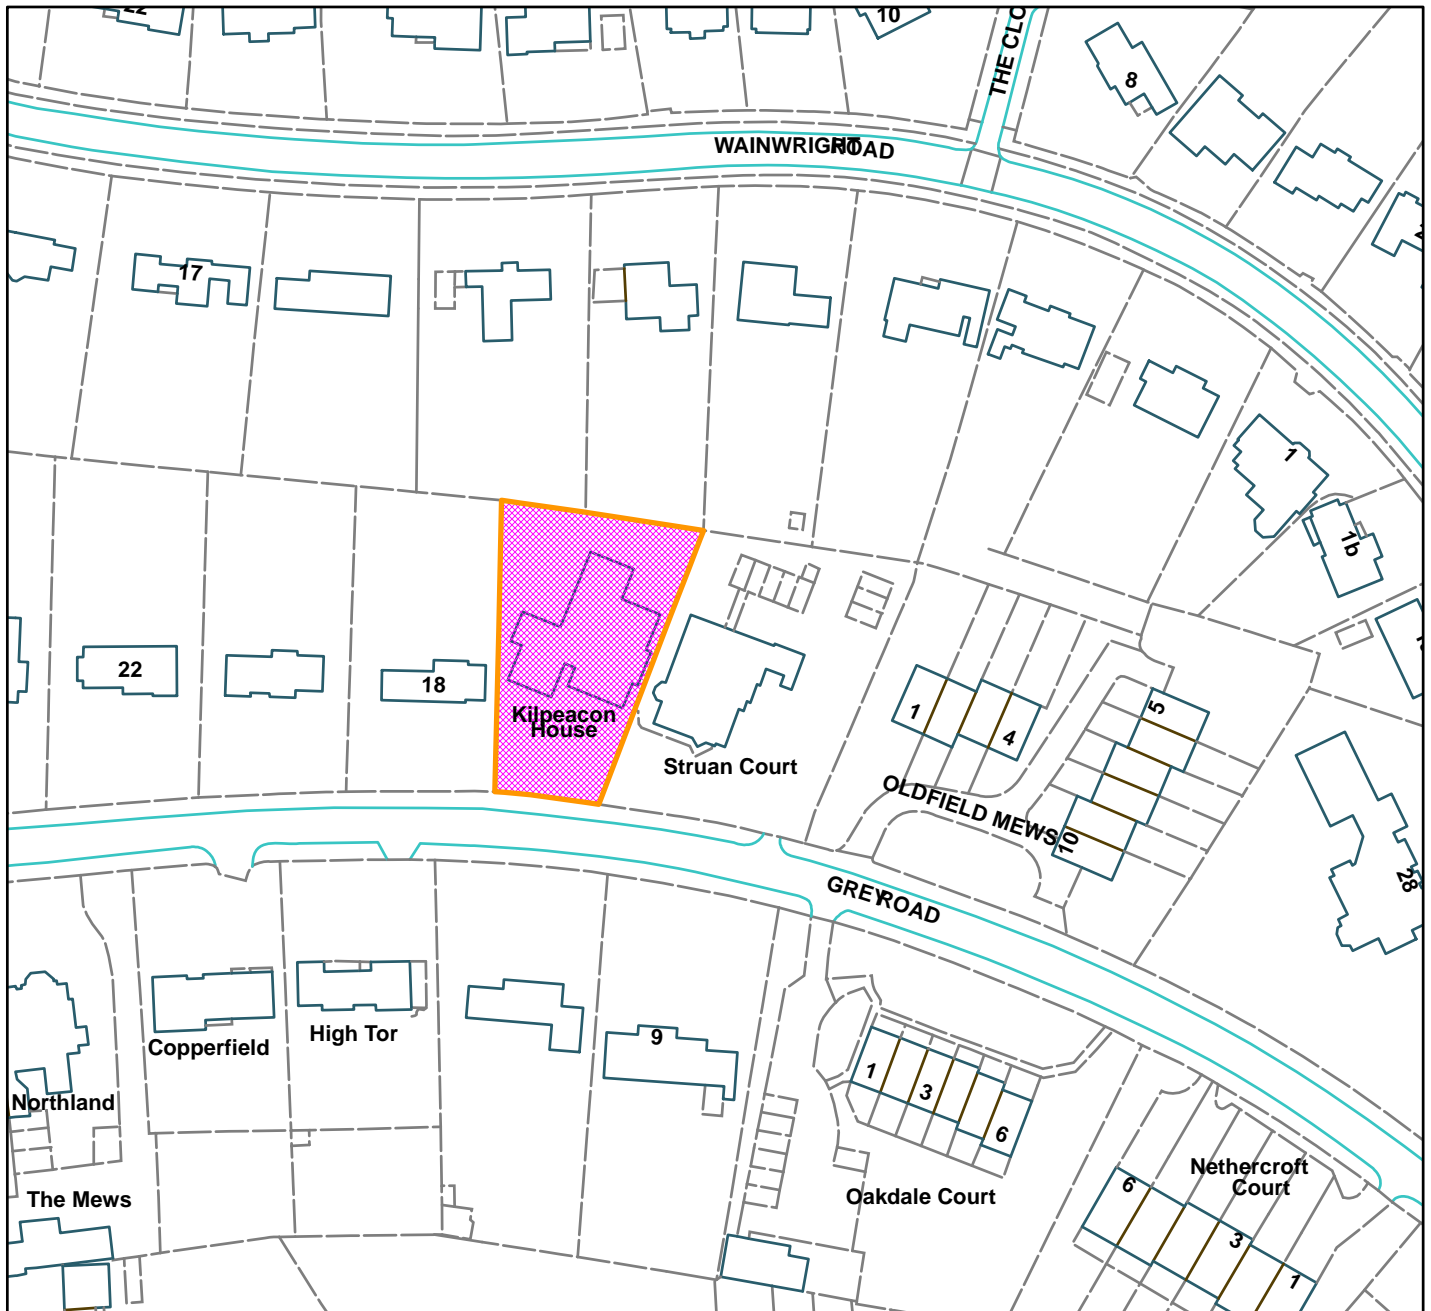 22
10
THE CLO
8
WAINWRIGHT ROAD
17
1
1b
22
18
Kilpeacon
House
Struan Court
1
4
5
OLDFIELD MEWS
10
28
GREY ROAD
Copperfield
High Tor
9
Northland
1
3
6
The Mews
Oakdale Court
Nethercroft
Court
6
3
1